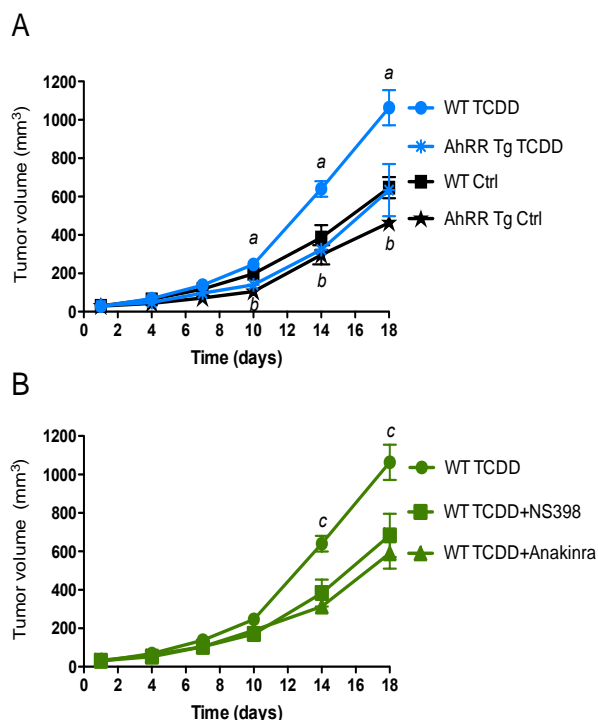 A
Tumor volume (mm³)
1200
1000
800
600
400
200
0
0 2 4 6 8 10 12 14 16 18
Time (days)
a
a
a
b
b
b
WT TCDD
AhRR Tg TCDD
WT Ctrl
AhRR Tg Ctrl
B
Tumor volume (mm³)
1200
1000
800
600
400
200
0
0 2 4 6 8 10 12 14 16 18
Time (days)
c
c
WT TCDD
WT TCDD+NS398
WT TCDD+Anakinra